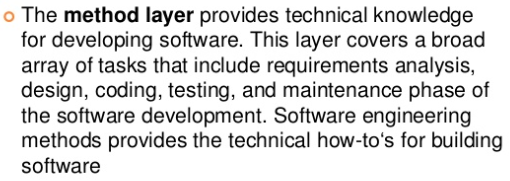 The method layer provides technical knowledge
for developing software. This layer covers a broad
array of tasks that include requirements analysis,
design, coding, testing, and maintenance phase of
the software development. Software engineering
methods provides the technical how-to‘s for building
software